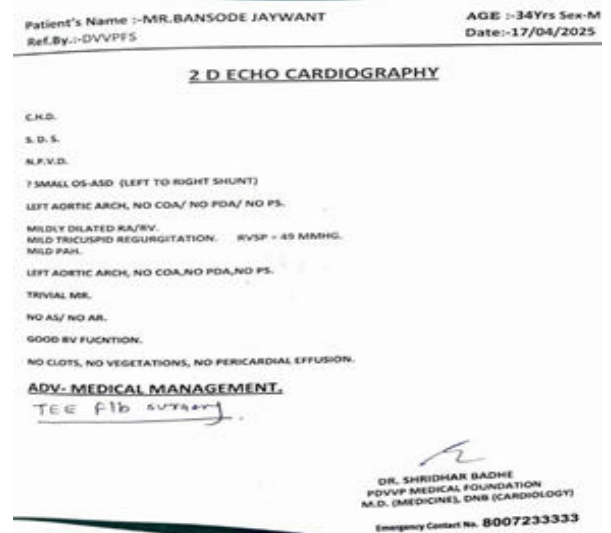 Patient's Name :-MR.BANSODE JAYWANT
AGE :-34Yrs Sex-M
Ref.By.:-DVVPFS
Date:-17/04/2025
2 D ECHO CARDIOGRAPHY
C.H.D.
S. D. S.
N.P.V.D.
? SMALL OS-ASD (LEFT TO RIGHT SHUNT)
LEFT AORTIC ARCH, NO COA/ NO PDA/ NO PS.
MILDLY DILATED RA/RV.
MILD TRICUSPID REGURGITATION. RVSP – 49 MMHG.
MILD PAH.
LEFT AORTIC ARCH, NO COA,NO PDA,NO PS.
TRIVIAL MR.
NO AS/ NO AR.
GOOD BV FUCNTION.
NO CLOTS, NO VEGETATIONS, NO PERICARDIAL EFFUSION.
ADV- MEDICAL MANAGEMENT.
TEE f/b surgery.
DR. SHRIDHAR BADHE
PDVVP MEDICAL FOUNDATION
M.D. (MEDICINE), DNB (CARDIOLOGY)
Emergency Contact No. 8007233333